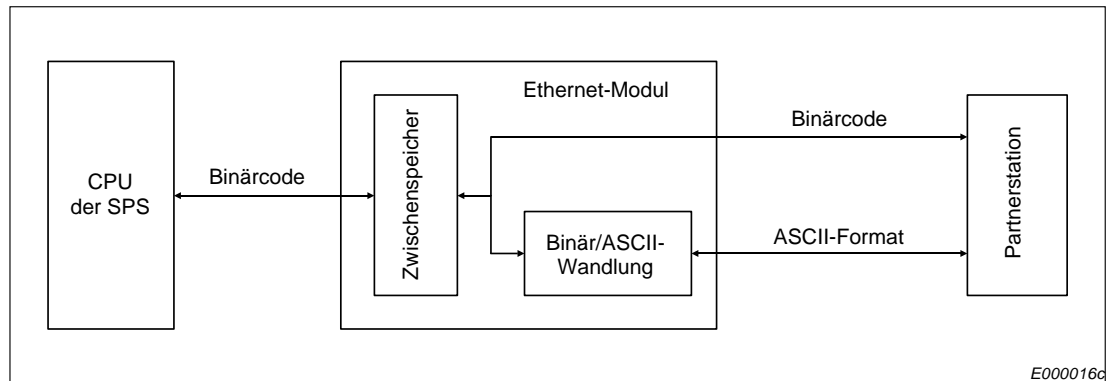 Ethernet-Modul
CPU
der SPS
Binärcode
Zwischenspeicher
Binärcode
Binär/ASCII-
Wandlung
ASCII-Format
Partnerstation
E000016c